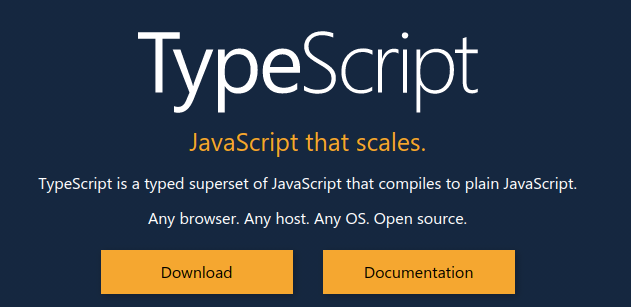 TypeScript
JavaScript that scales.
TypeScript is a typed superset of JavaScript that compiles to plain JavaScript.
Any browser. Any host. Any OS. Open source.
Download
Documentation